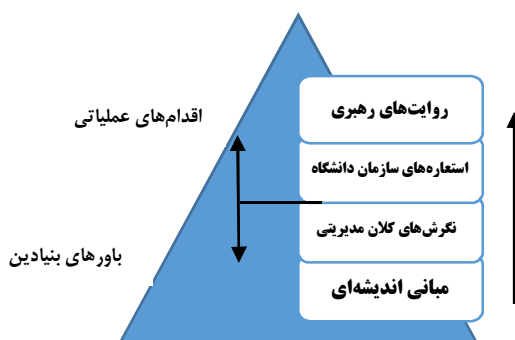 روایت‌های رهبری
اقدام‌های عملیاتی
استعاره‌های سازمان دانشگاه
نگرش‌های کلان مدیریتی
باورهای بنیادین
مبانی اندیشه‌ای